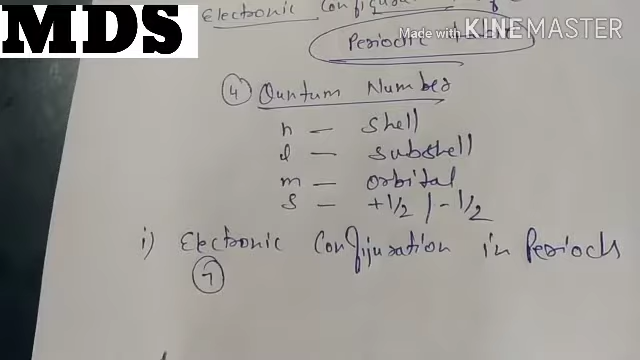 MDS
Electronic Configura
Made with KINEMASTER
Periodic
④ Quntum Number
n — shell
l — subshell
m — orbital
s — +1/2 / -1/2
i) Electronic Configuration in Periods
⑦